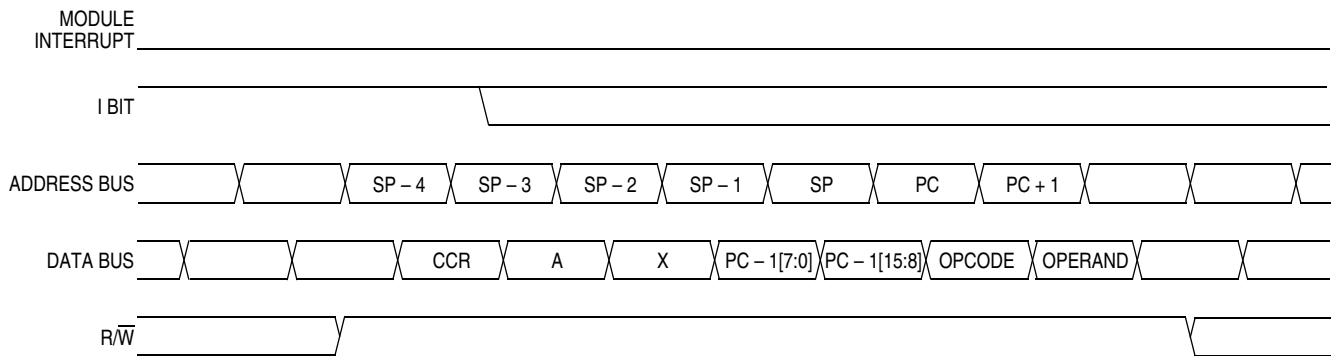 MODULE
INTERRUPT
I BIT
ADDRESS BUS SP – 4 SP – 3 SP – 2 SP – 1 SP PC PC + 1
DATA BUS CCR A X PC – 1[7:0] PC – 1[15:8] OPCODE OPERAND
R/W̅